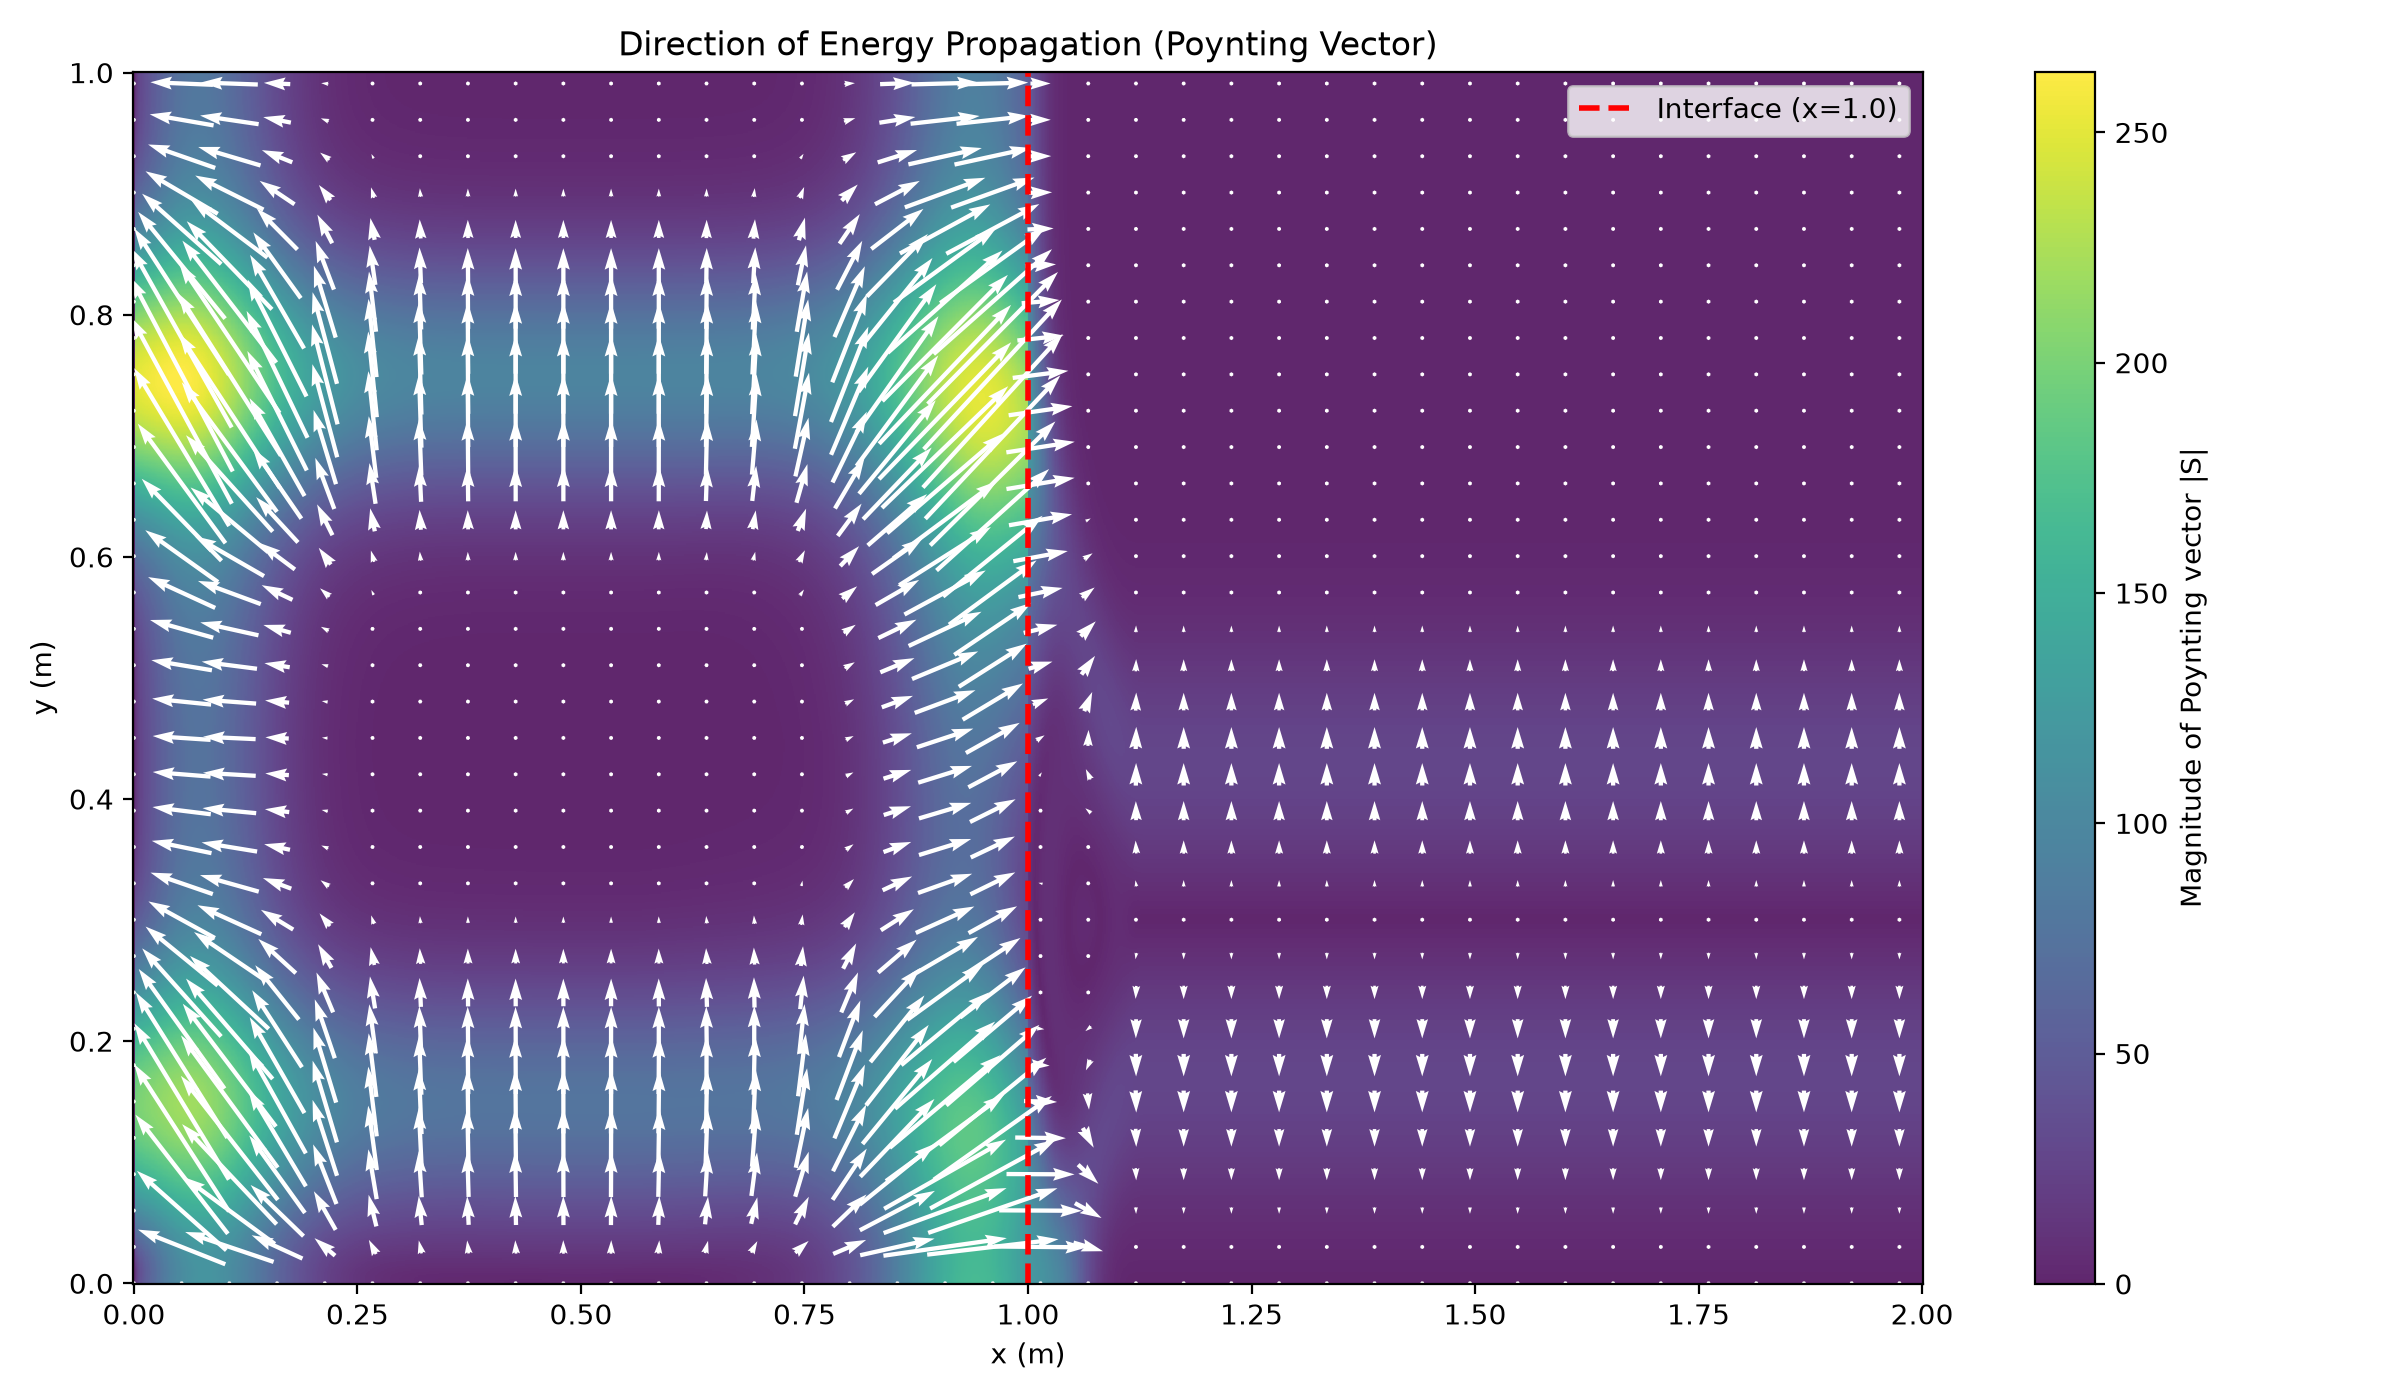 Direction of Energy Propagation (Poynting Vector)
Interface (x=1.0)
1.0
0.8
0.6
0.4
0.2
0.0
y (m)
0.00 0.25 0.50 0.75 1.00 1.25 1.50 1.75 2.00
x (m)
250
200
150
100
50
0
Magnitude of Poynting vector |S|